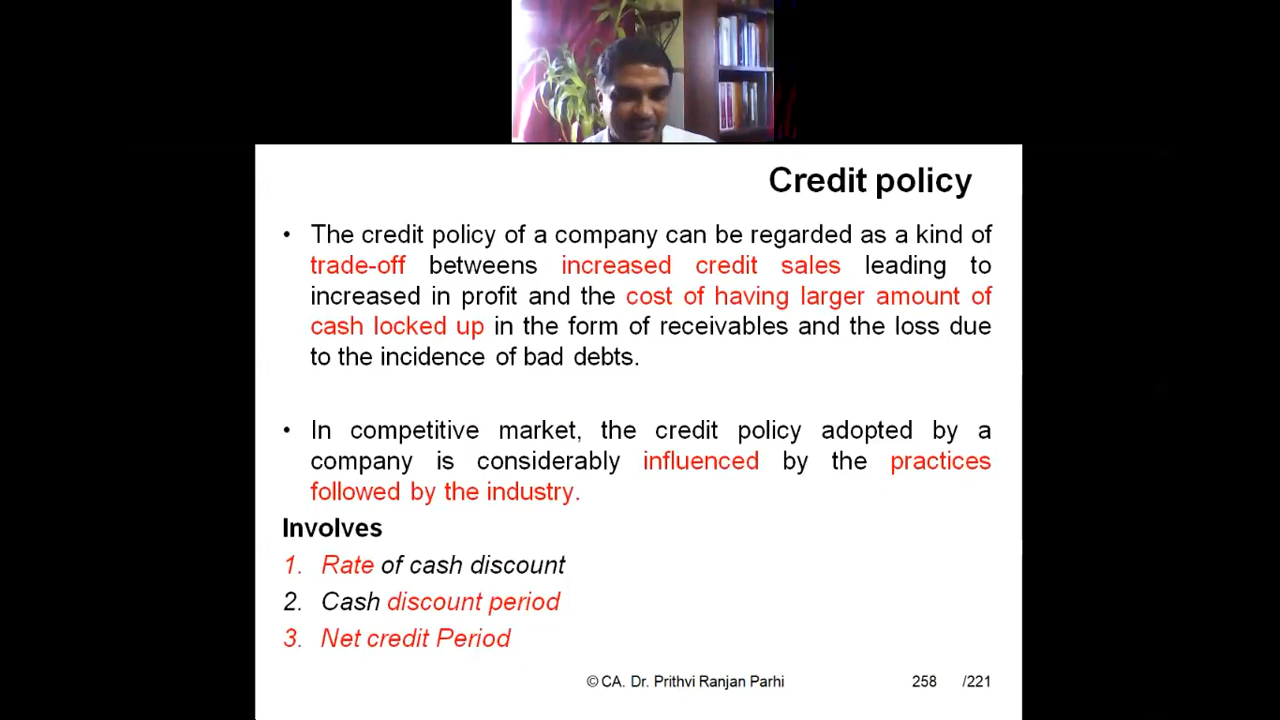 Credit policy
• The credit policy of a company can be regarded as a kind of
trade-off betweens increased credit sales leading to
increased in profit and the cost of having larger amount of
cash locked up in the form of receivables and the loss due
to the incidence of bad debts.
• In competitive market, the credit policy adopted by a
company is considerably influenced by the practices
followed by the industry.
Involves
1. Rate of cash discount
2. Cash discount period
3. Net credit Period
© CA. Dr. Prithvi Ranjan Parhi 258 /221